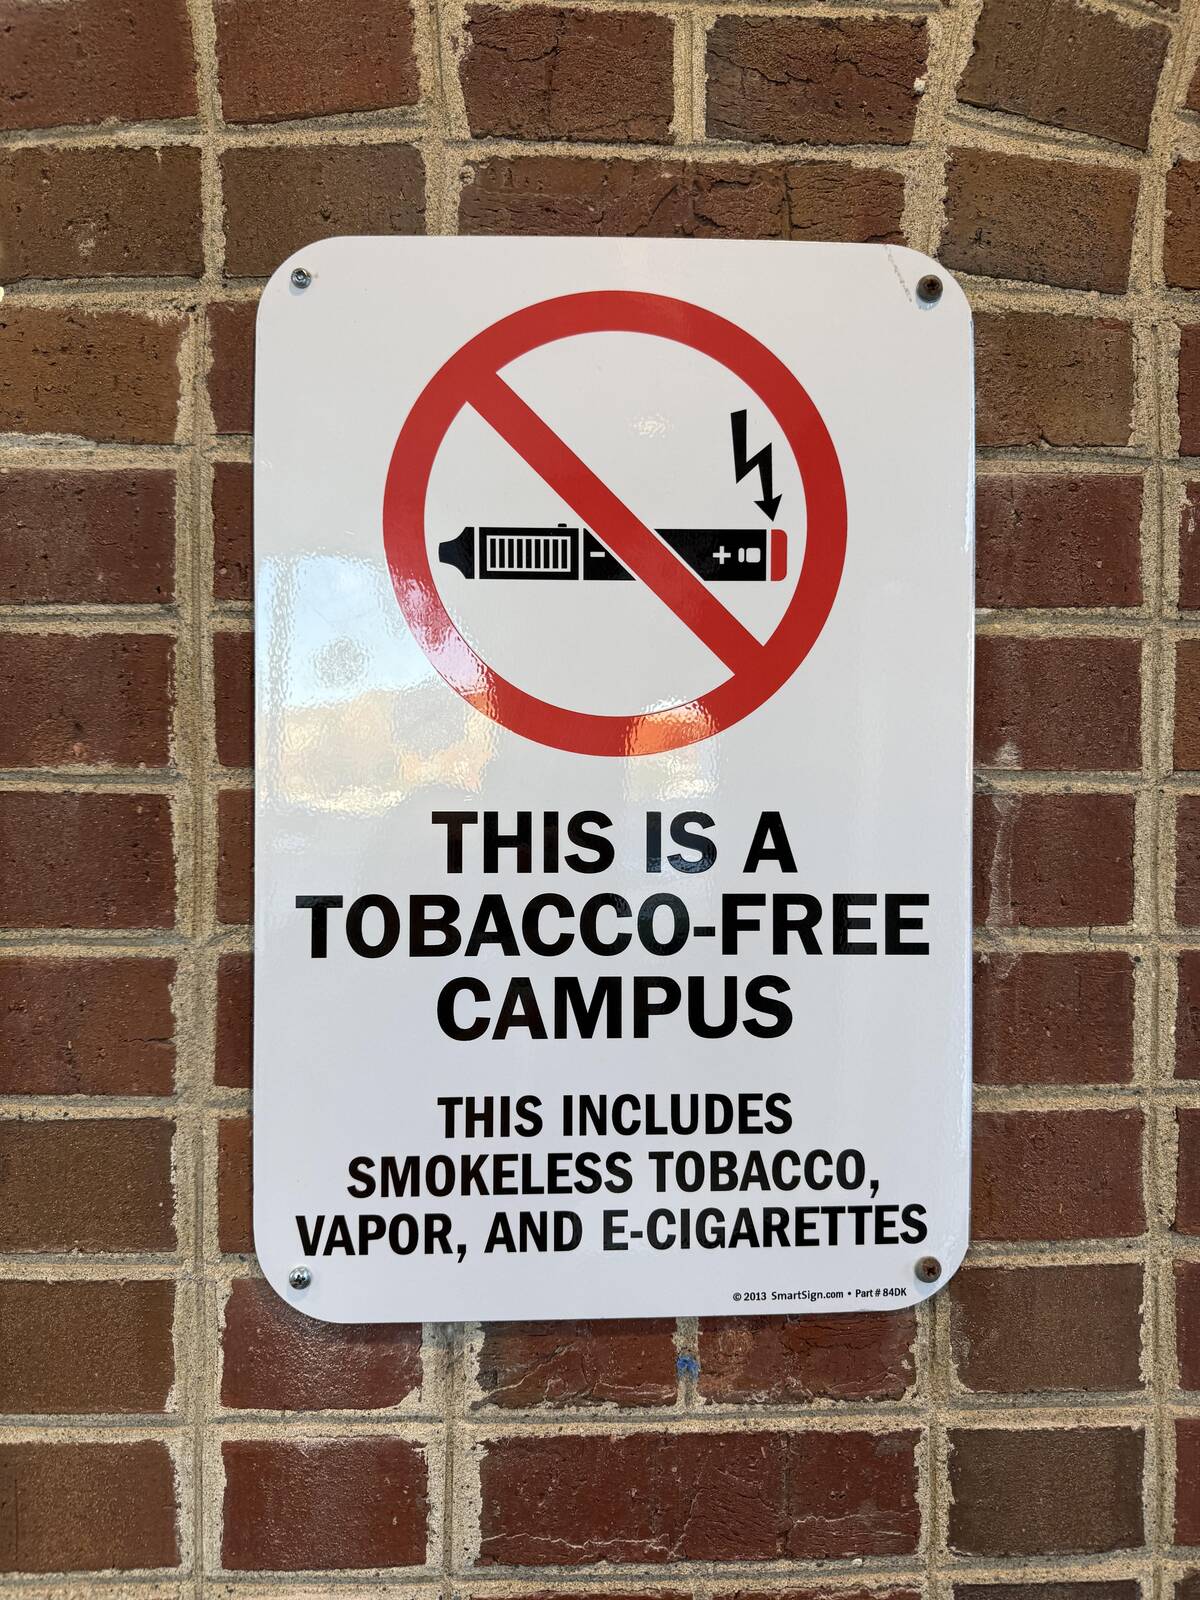 THIS IS A
TOBACCO-FREE
CAMPUS
THIS INCLUDES
SMOKELESS TOBACCO,
VAPOR, AND E-CIGARETTES
© 2013 SmartSign.com • Part # 84DK